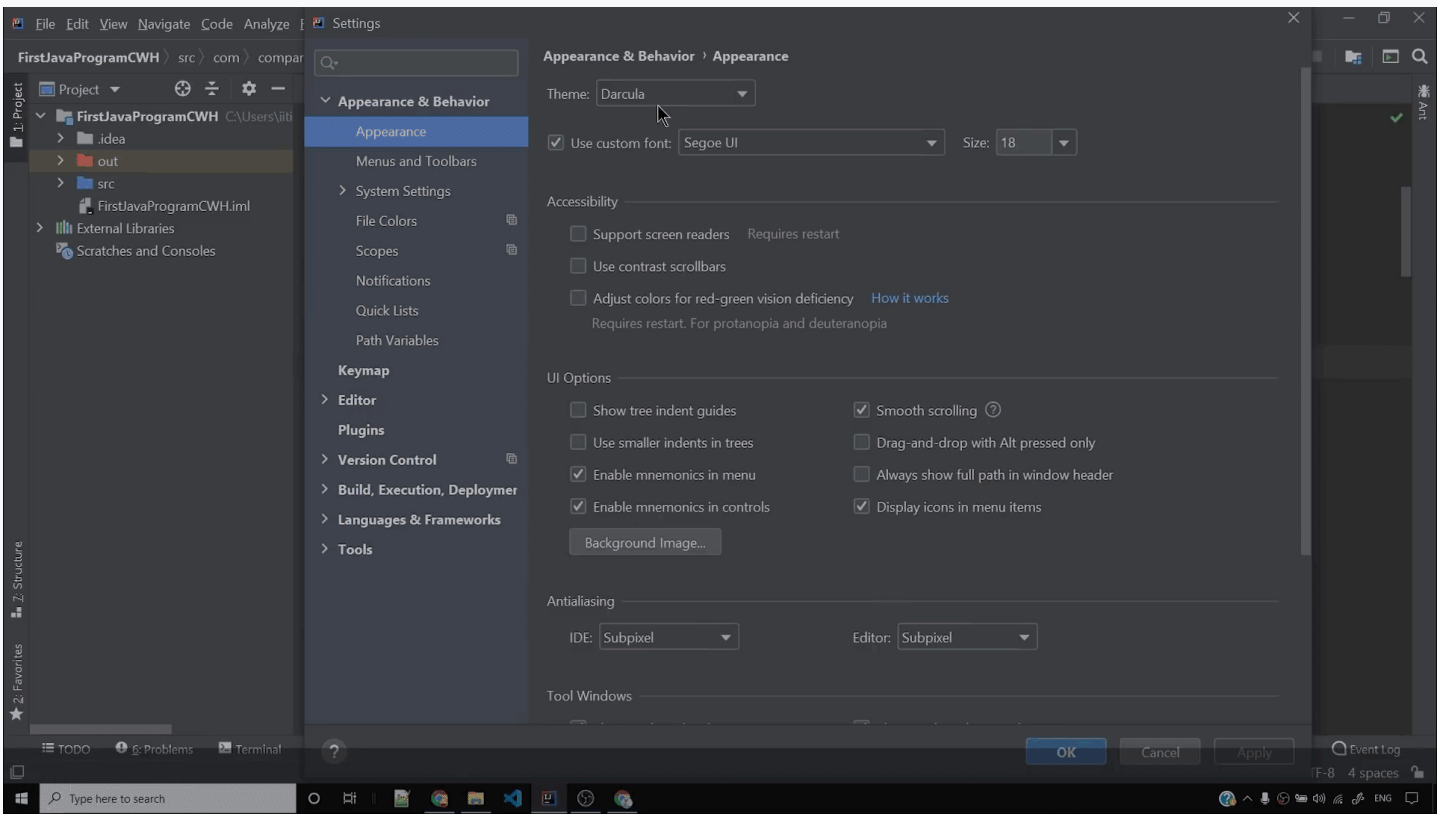 File Edit View Navigate Code Analyze
Settings
FirstJavaProgramCWH src com compar
Project
FirstJavaProgramCWH C:\Users\iiti
.idea
out
src
FirstJavaProgramCWH.iml
External Libraries
Scratches and Consoles
1: Project
7: Structure
2: Favorites
Ant
Appearance & Behavior
Appearance
Menus and Toolbars
System Settings
File Colors
Scopes
Notifications
Quick Lists
Path Variables
Keymap
Editor
Plugins
Version Control
Build, Execution, Deploymen
Languages & Frameworks
Tools
Appearance & Behavior › Appearance
Theme: Darcula
Use custom font: Segoe UI Size: 18
Accessibility
Support screen readers Requires restart
Use contrast scrollbars
Adjust colors for red-green vision deficiency How it works
Requires restart. For protanopia and deuteranopia
UI Options
Show tree indent guides Smooth scrolling ?
Use smaller indents in trees Drag-and-drop with Alt pressed only
Enable mnemonics in menu Always show full path in window header
Enable mnemonics in controls Display icons in menu items
Background Image...
Antialiasing
IDE: Subpixel Editor: Subpixel
Tool Windows
? OK Cancel Apply
TODO 6: Problems Terminal Event Log
TF-8 4 spaces
Type here to search ENG